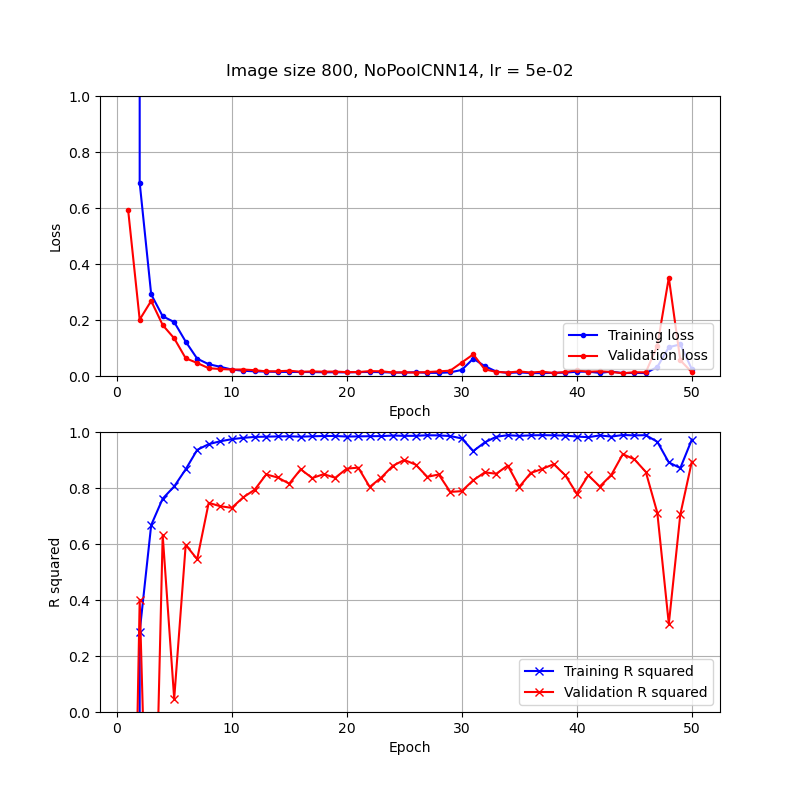 Image size 800, NoPoolCNN14, lr = 5e-02
1.0
0.8
0.6
0.4
0.2
0.0
Loss
Training loss
Validation loss
0 10 20 30 40 50
Epoch
1.0
0.8
0.6
0.4
0.2
0.0
R squared
Training R squared
Validation R squared
0 10 20 30 40 50
Epoch